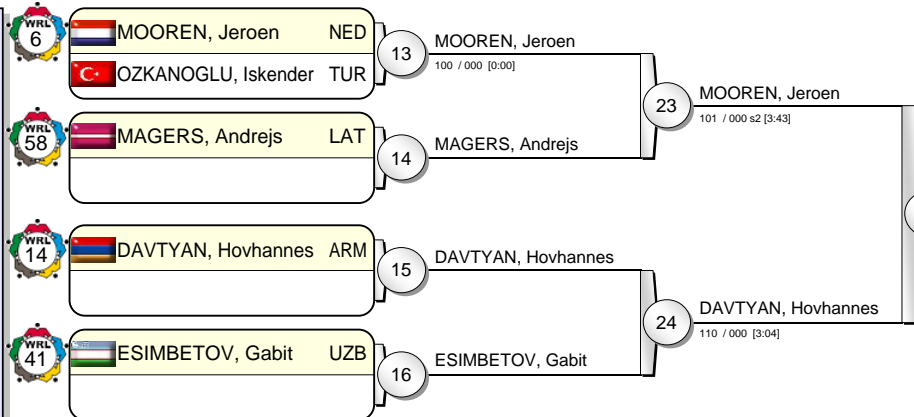 WRL
6
MOOREN, Jeroen NED
OZKANOGLU, Iskender TUR
13
MOOREN, Jeroen
100 / 000 [0:00]
WRL
58
MAGERS, Andrejs LAT
14
MAGERS, Andrejs
23
MOOREN, Jeroen
101 / 000 s2 [3:43]
WRL
14
DAVTYAN, Hovhannes ARM
15
DAVTYAN, Hovhannes
WRL
41
ESIMBETOV, Gabit UZB
16
ESIMBETOV, Gabit
24
DAVTYAN, Hovhannes
110 / 000 [3:04]